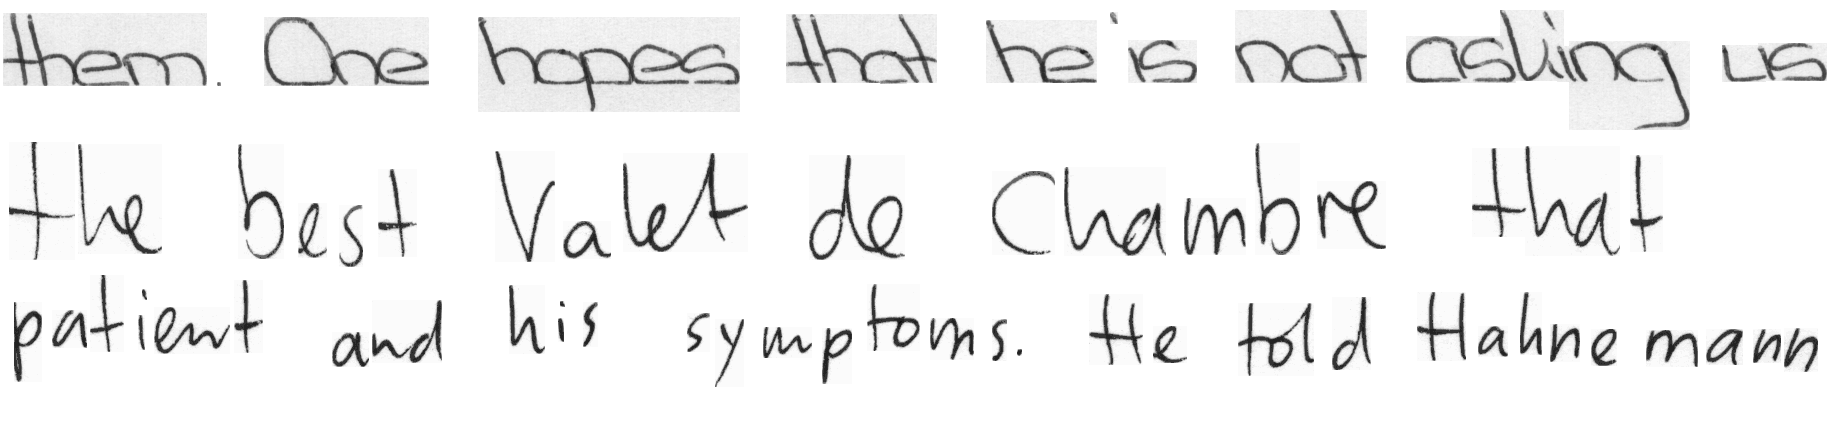 them. One hopes that he is not asking us
the best Valet de Chambre that
patient and his symptoms. He told Hahnemann